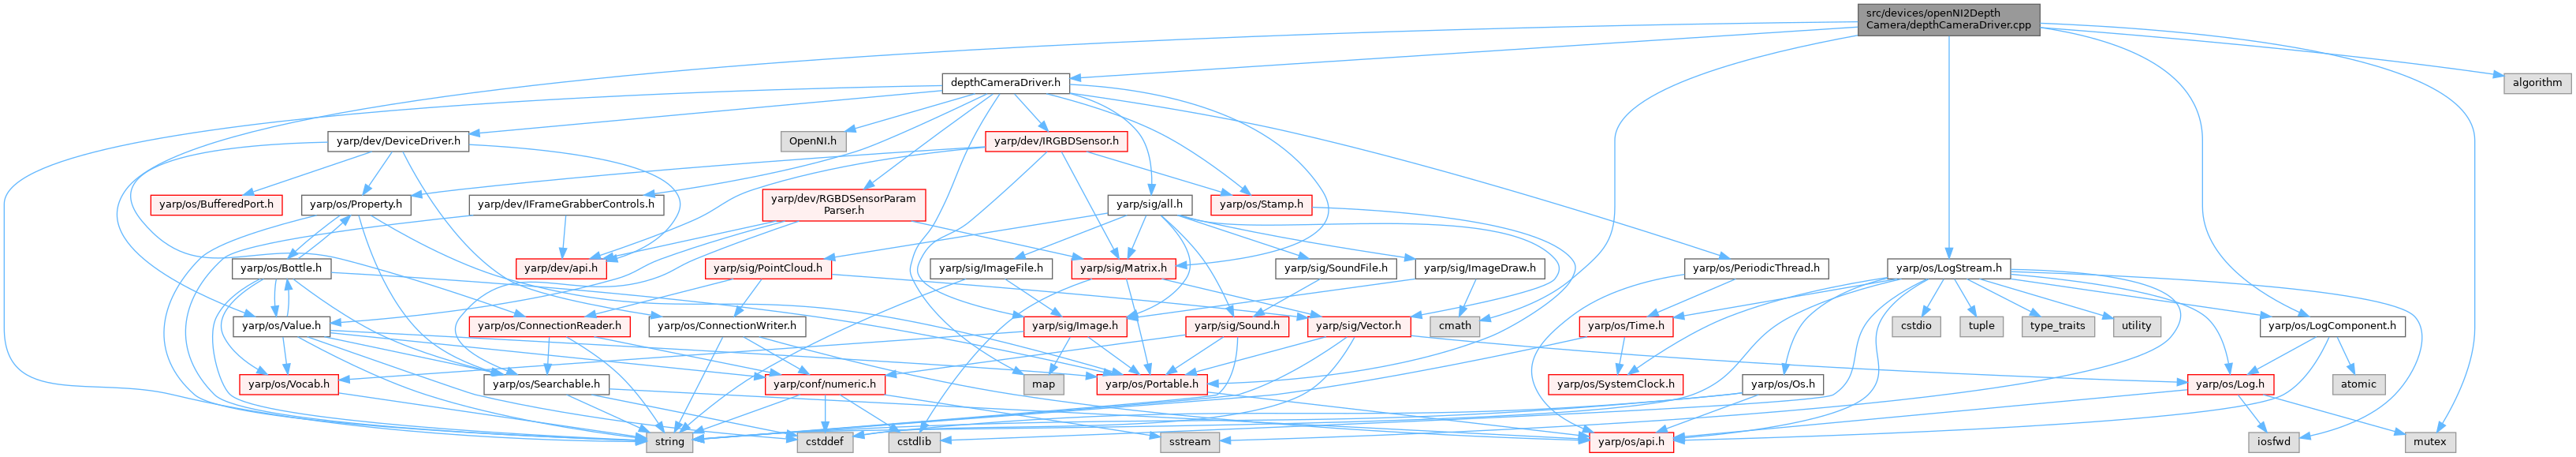 src/devices/openNI2Depth
Camera/depthCameraDriver.cpp
depthCameraDriver.h
algorithm
yarp/dev/DeviceDriver.h
OpenNI.h
yarp/dev/IRGBDSensor.h
yarp/os/BufferedPort.h
yarp/os/Property.h
yarp/dev/IFrameGrabberControls.h
yarp/dev/RGBDSensorParam
Parser.h
yarp/sig/all.h
yarp/os/Stamp.h
yarp/os/Bottle.h
yarp/dev/api.h
yarp/sig/PointCloud.h
yarp/sig/ImageFile.h
yarp/sig/Matrix.h
yarp/sig/SoundFile.h
yarp/sig/ImageDraw.h
yarp/os/PeriodicThread.h
yarp/os/LogStream.h
yarp/os/Value.h
yarp/os/ConnectionReader.h
yarp/os/ConnectionWriter.h
yarp/sig/Image.h
yarp/sig/Sound.h
yarp/sig/Vector.h
cmath
yarp/os/Time.h
cstdio
tuple
type_traits
utility
yarp/os/LogComponent.h
yarp/os/Vocab.h
yarp/os/Searchable.h
yarp/conf/numeric.h
map
yarp/os/Portable.h
yarp/os/SystemClock.h
yarp/os/Os.h
yarp/os/Log.h
atomic
string
cstddef
cstdlib
sstream
yarp/os/api.h
iosfwd
mutex